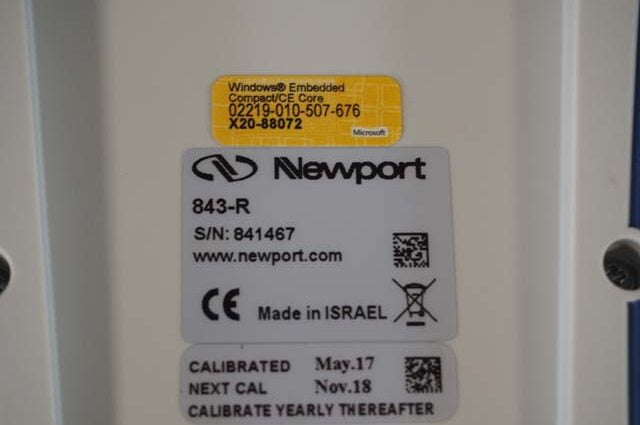 Windows® Embedded
Compact/CE Core
02219-010-507-676
X20-88072
Microsoft
Newport
843-R
S/N: 841467
www.newport.com
CE Made in ISRAEL
CALIBRATED May.17
NEXT CAL Nov.18
CALIBRATE YEARLY THEREAFTER